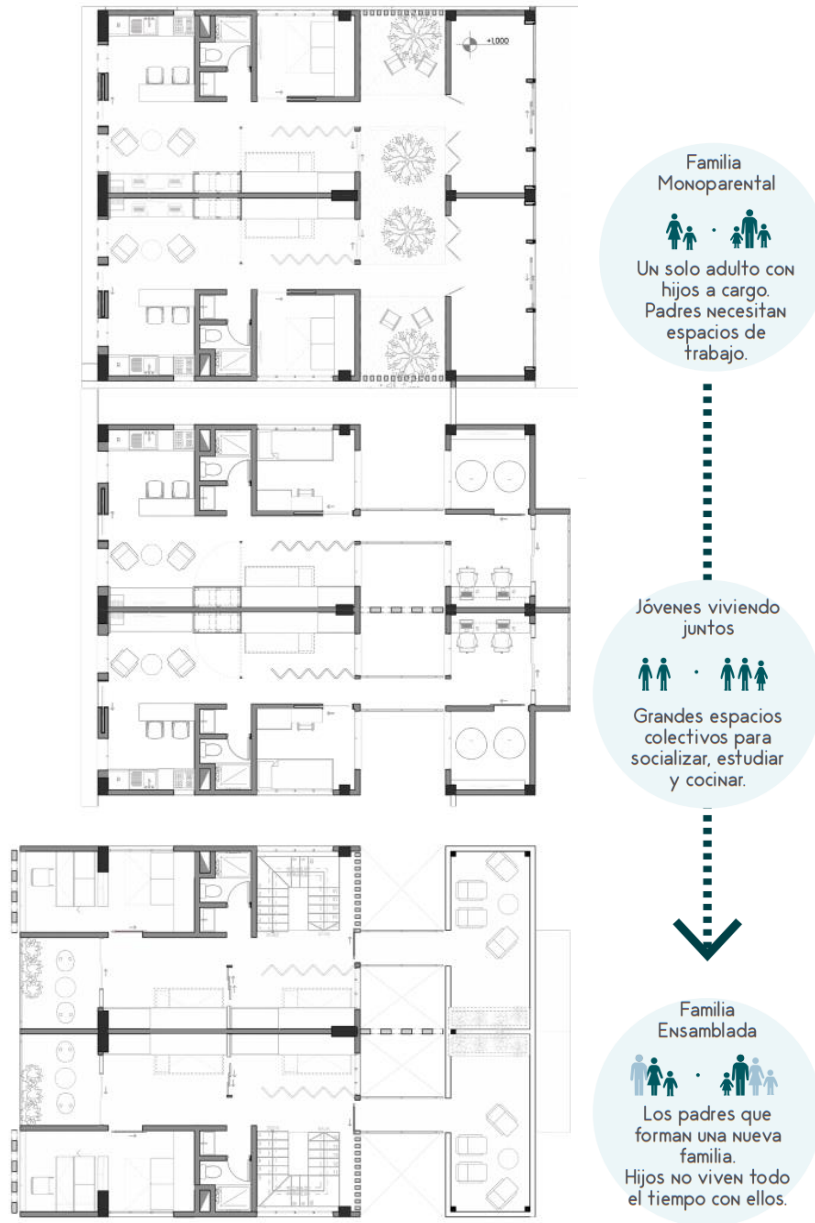 +1.000
Familia
Monoparental
Un solo adulto con
hijos a cargo.
Padres necesitan
espacios de
trabajo.
Jóvenes viviendo
juntos
Grandes espacios
colectivos para
socializar, estudiar
y cocinar.
Familia
Ensamblada
Los padres que
forman una nueva
familia.
Hijos no viven todo
el tiempo con ellos.